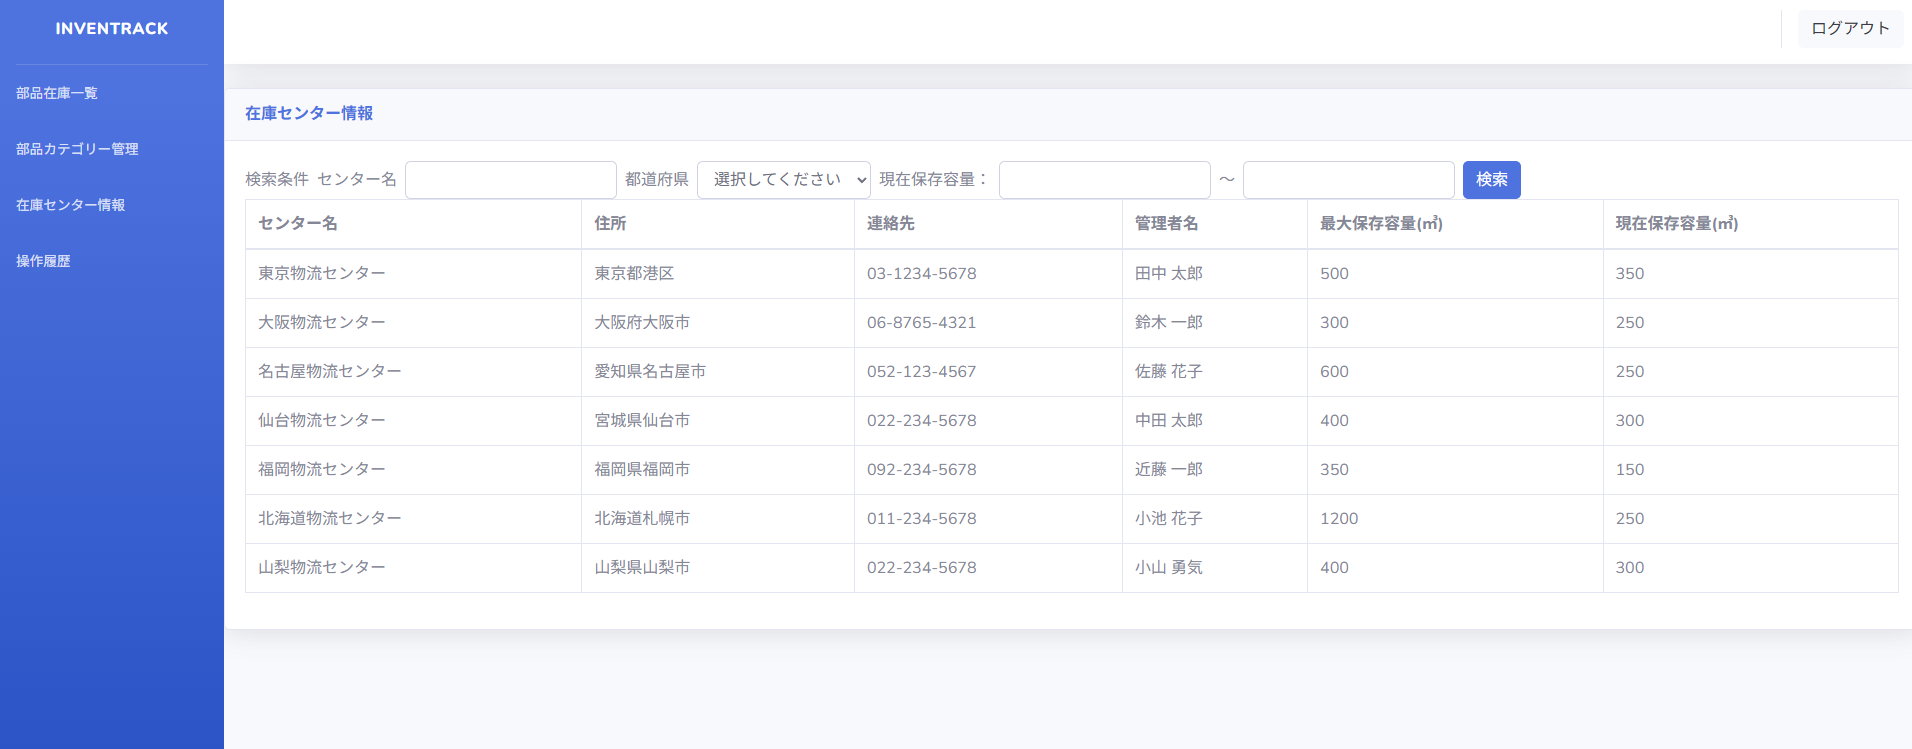 INVENTRACK
ログアウト
部品在庫一覧
部品カテゴリー管理
在庫センター情報
操作履歴
在庫センター情報
検索条件 センター名 都道府県 選択してください 現在保存容量： ～ 検索
センター名 住所 連絡先 管理者名 最大保存容量(㎥) 現在保存容量(㎥)
東京物流センター 東京都港区 03-1234-5678 田中 太郎 500 350
大阪物流センター 大阪府大阪市 06-8765-4321 鈴木 一郎 300 250
名古屋物流センター 愛知県名古屋市 052-123-4567 佐藤 花子 600 250
仙台物流センター 宮城県仙台市 022-234-5678 中田 太郎 400 300
福岡物流センター 福岡県福岡市 092-234-5678 近藤 一郎 350 150
北海道物流センター 北海道札幌市 011-234-5678 小池 花子 1200 250
山梨物流センター 山梨県山梨市 022-234-5678 小山 勇気 400 300